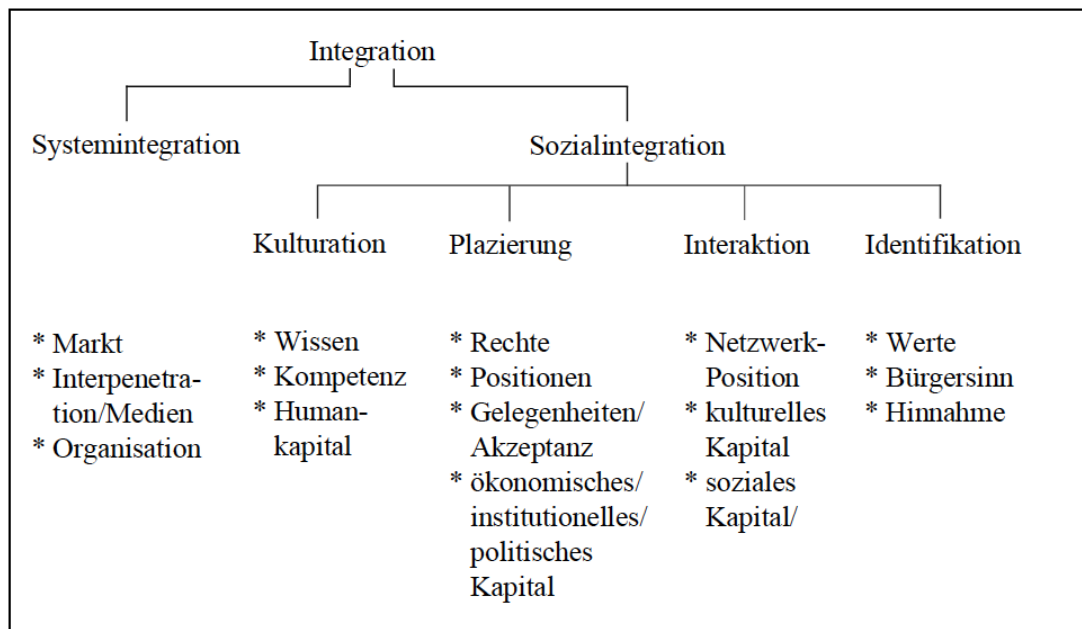 Integration
Systemintegration
Sozialintegration
Kulturation
Plazierung
Interaktion
Identifikation
* Markt
* Interpenetra-
tion/Medien
* Organisation
* Wissen
* Kompetenz
* Human-
kapital
* Rechte
* Positionen
* Gelegenheiten/
Akzeptanz
* ökonomisches/
institutionelles/
politisches
Kapital
* Netzwerk-
Position
* kulturelles
Kapital
* soziales
Kapital/
* Werte
* Bürgersinn
* Hinnahme